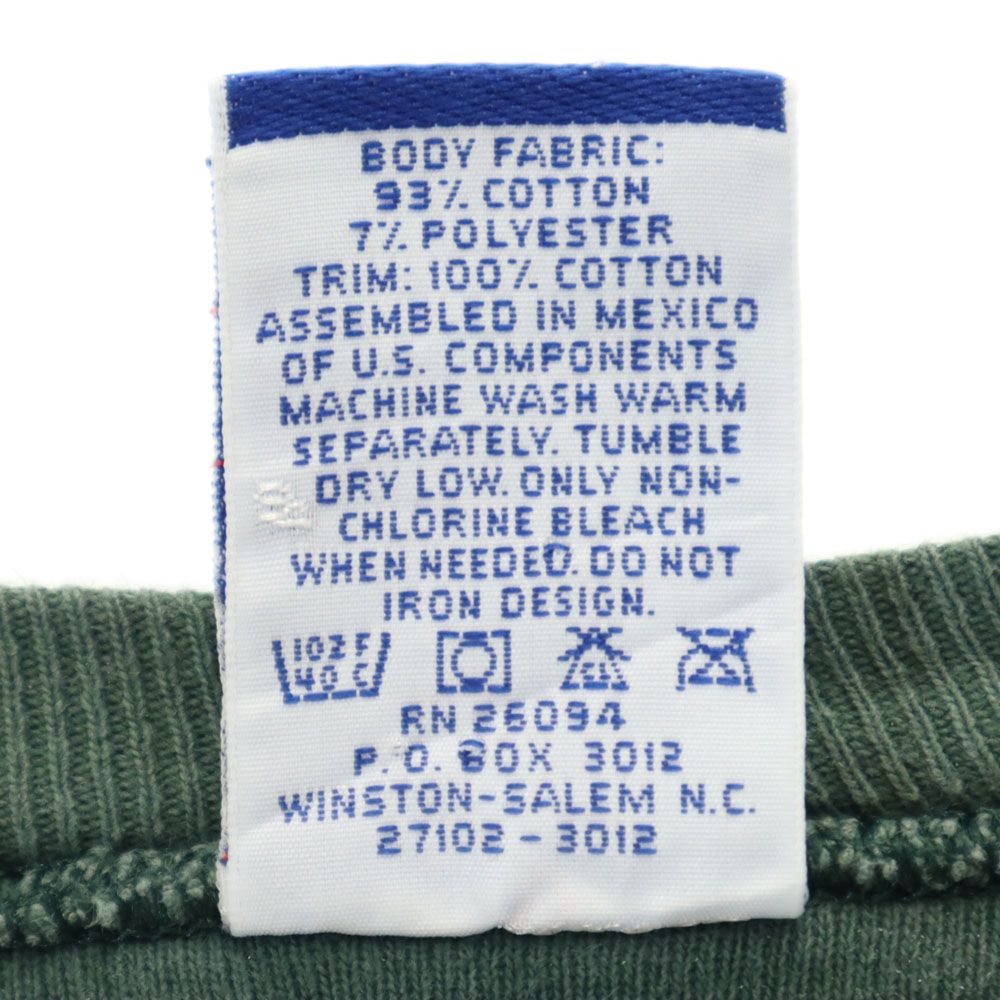 BODY FABRIC:
93% COTTON
7% POLYESTER
TRIM: 100% COTTON
ASSEMBLED IN MEXICO
OF U.S. COMPONENTS
MACHINE WASH WARM
SEPARATELY. TUMBLE
DRY LOW. ONLY NON-
CHLORINE BLEACH
WHEN NEEDED. DO NOT
IRON DESIGN.
102 F
40 C
CL
RN 26094
P.O. BOX 3012
WINSTON-SALEM N.C.
27102-3012